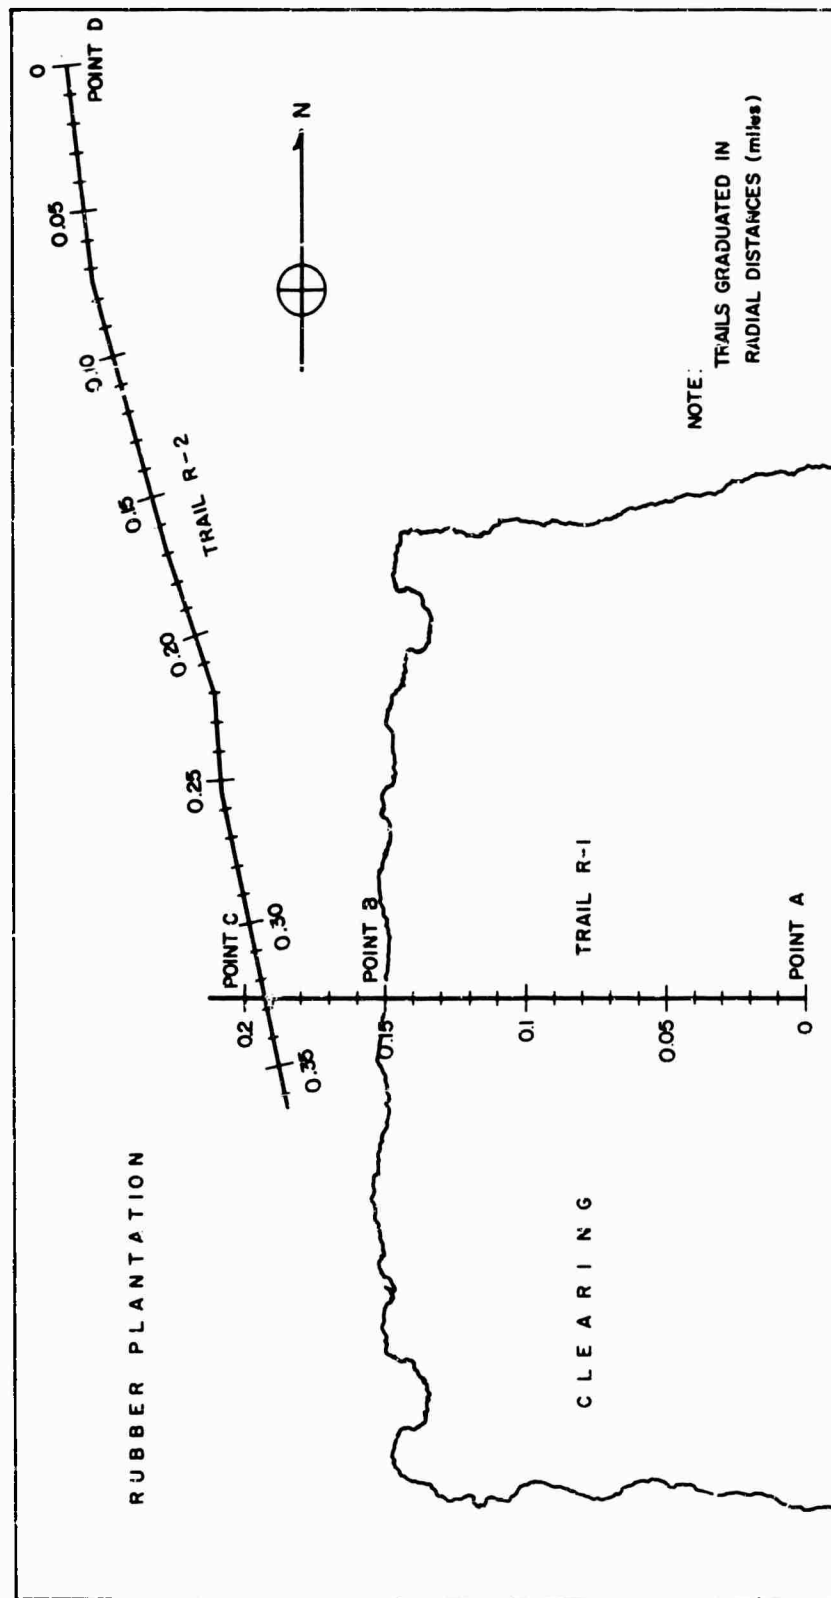 RUBBER PLANTATION
0
0.05
0.10
0.15
0.20
0.25
0.30
0.35
POINT D
TRAIL R-2
N
POINT C
POINT B
0.2
0.15
0.1
0.05
0
TRAIL R-1
POINT A
CLEARING
NOTE:
TRAILS GRADUATED IN
RADIAL DISTANCES (miles)